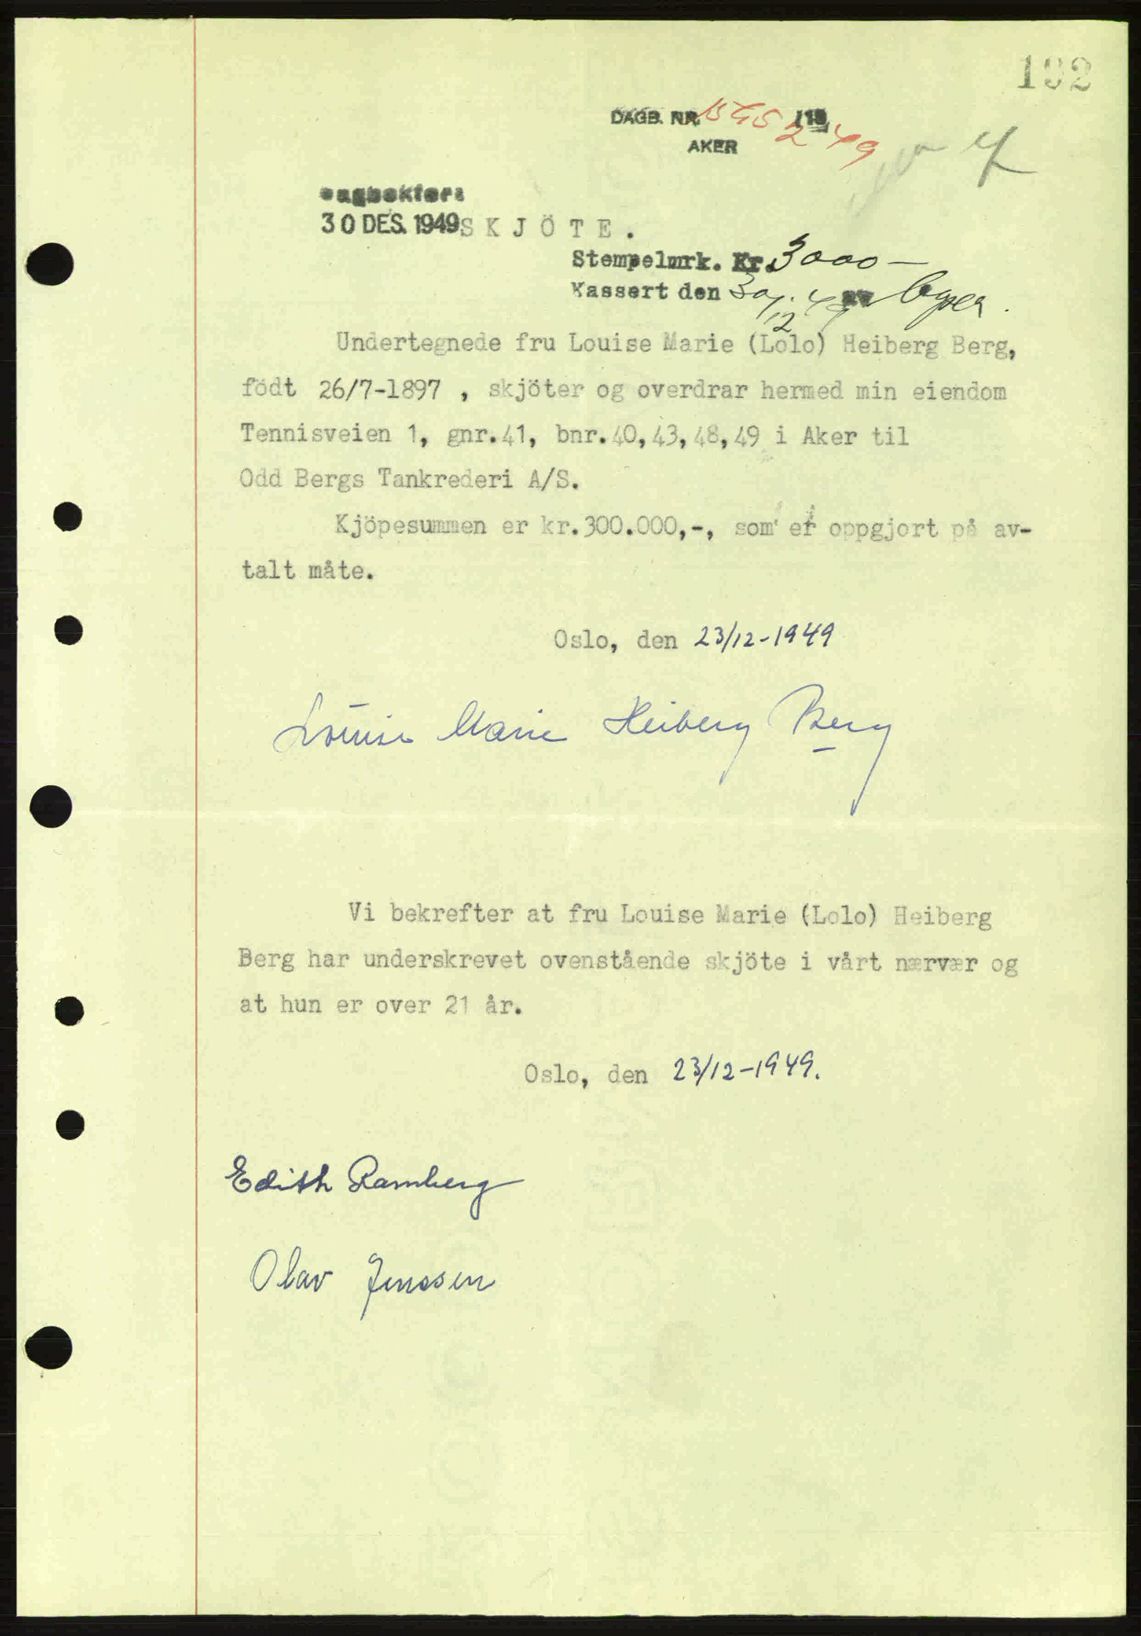 102
DAGB. NR. /19
AKER
Dagbokført
30 DES. 1949 SKJÖTE.
Stempelmrk. Kr. 3000-
Kassert den 30/12 49
Undertegnede fru Louise Marie (Lolo) Heiberg Berg,
födt 26/7-1897 , skjöter og overdrar hermed min eiendom
Tennisveien 1, gnr.41, bnr.40,43,48,49 i Aker til
Odd Bergs Tankrederi A/S.
Kjöpesummen er kr.300.000,-, som er oppgjort på av-
talt måte.
Oslo, den 23/12-1949
Louise Marie Heiberg Berg
Vi bekrefter at fru Louise Marie (Lolo) Heiberg
Berg har underskrevet ovenstående skjöte i vårt nærvær og
at hun er over 21 år.
Oslo, den 23/12-1949.
Edith Ramberg
Olav Jenssen